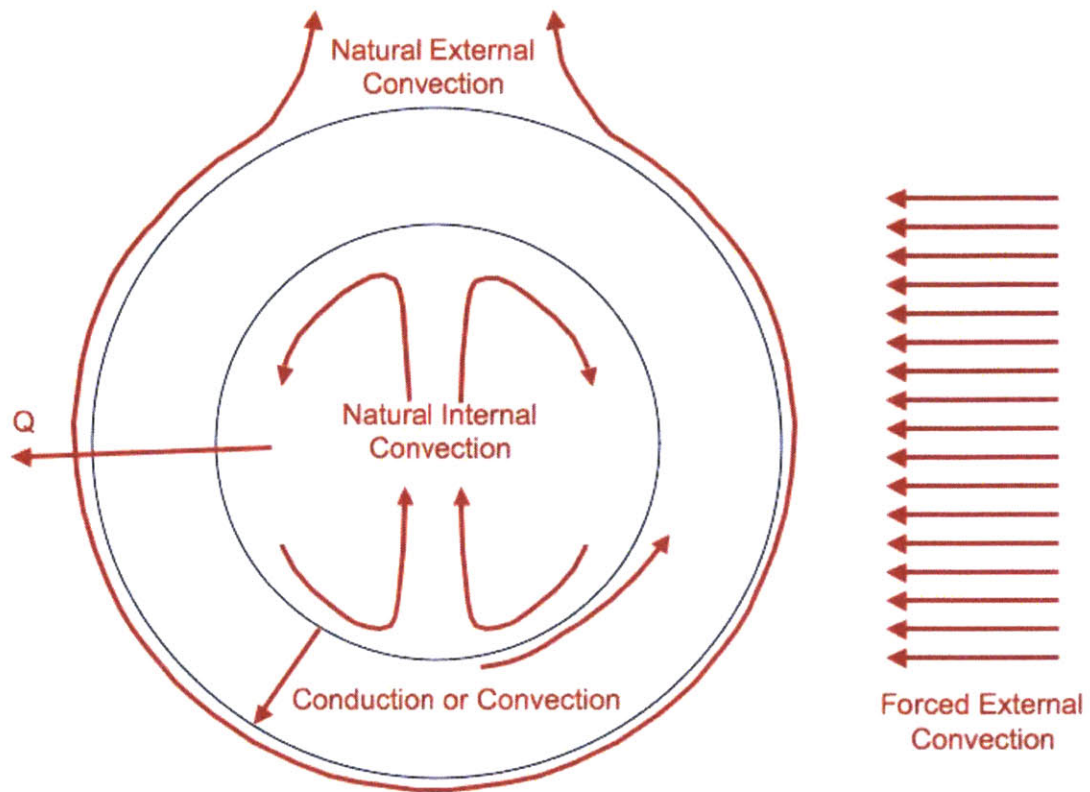 Natural External
Convection
Q
Natural Internal
Convection
Conduction or Convection
Forced External
Convection